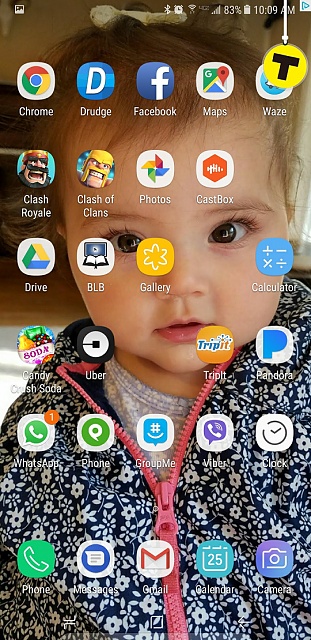 83% 10:09 AM
T
Chrome
D
Drudge
f
Facebook
G
Maps
Waze
Clash
Royale
Clash of
Clans
Photos
CastBox
Drive
BLB
Gallery
Calculator
SODA
Candy
Crush Soda
Uber
TripIt
TripIt
Pandora
1
WhatsApp
Phone
GroupMe
Viber
Clock
Phone
Messages
Gmail
25
Calendar
Camera